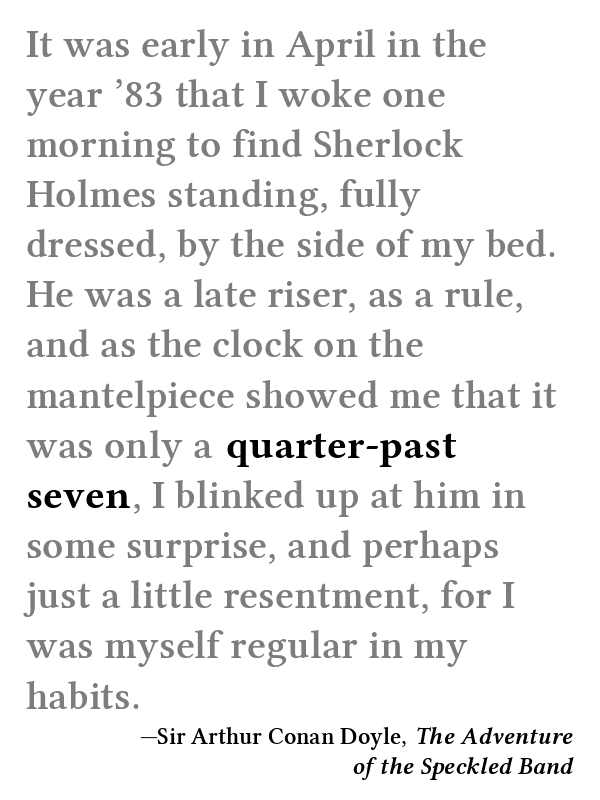 It was early in April in the
year ’83 that I woke one
morning to find Sherlock
Holmes standing, fully
dressed, by the side of my bed.
He was a late riser, as a rule,
and as the clock on the
mantelpiece showed me that it
was only a quarter-past
seven, I blinked up at him in
some surprise, and perhaps
just a little resentment, for I
was myself regular in my
habits.
—Sir Arthur Conan Doyle, The Adventure
of the Speckled Band